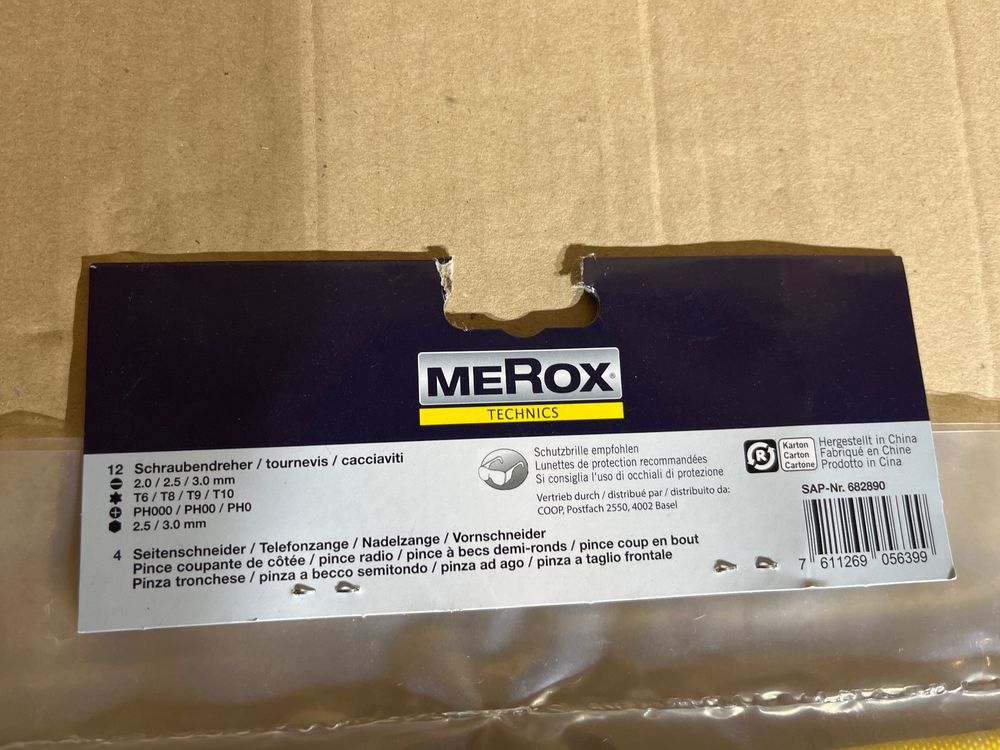 MEROX®
TECHNICS
12 Schraubendreher / tournevis / cacciaviti
2.0 / 2.5 / 3.0 mm
T6 / T8 / T9 / T10
PH000 / PH00 / PH0
2.5 / 3.0 mm
4 Seitenschneider / Telefonzange / Nadelzange / Vornschneider
Pince coupante de côtée / pince radio / pince à becs demi-ronds / pince coup en bout
Pinza tronchese / pinza a becco semitondo / pinza ad ago / pinza a taglio frontale
Schutzbrille empfohlen
Lunettes de protection recommandées
Si consiglia l'uso di occhiali di protezione
Vertrieb durch / distribué par / distribuito da:
COOP, Postfach 2550, 4002 Basel
R
Karton
Carton
Cartone
Hergestellt in China
Fabriqué en Chine
Prodotto in Cina
SAP-Nr. 682890
7 611269 056399